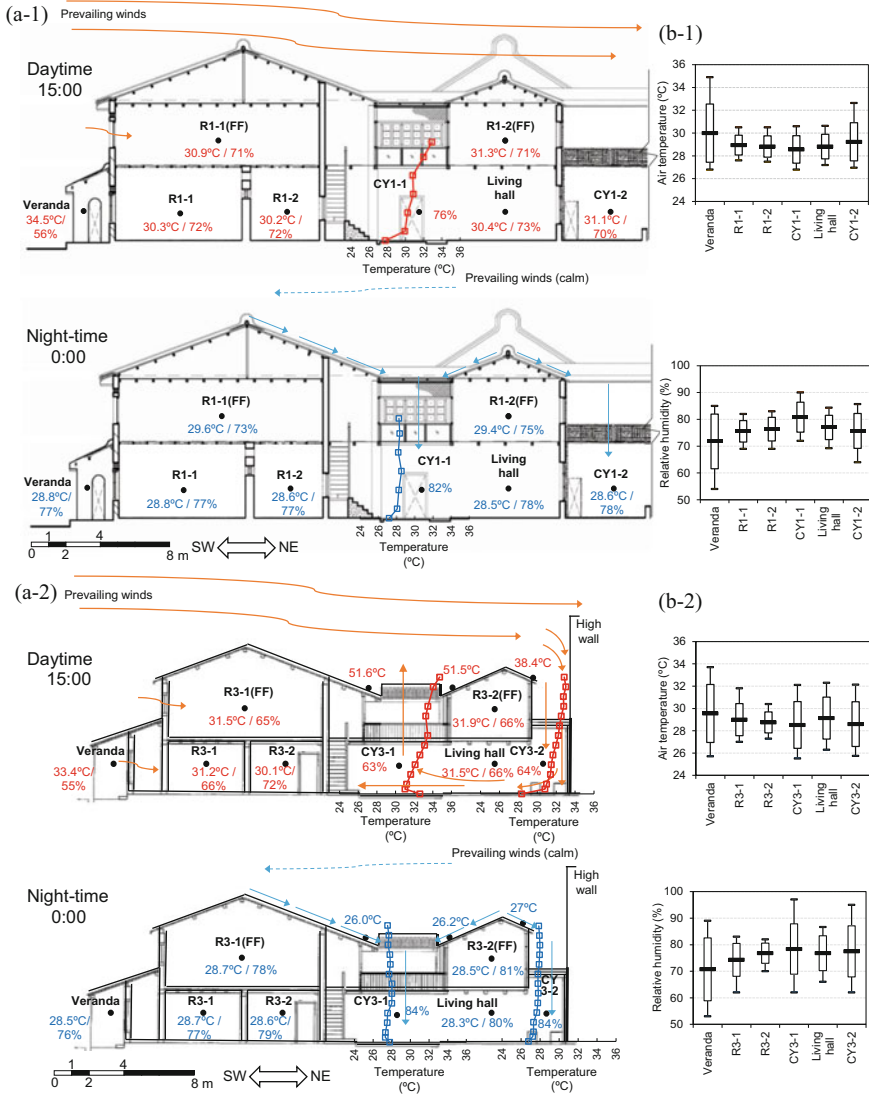 (a-1)
Prevailing winds
(b-1)
Daytime
15:00
R1-1(FF)
30.9ºC / 71%
R1-2(FF)
31.3ºC / 71%
Veranda
34.5ºC/
56%
R1-1
30.3ºC / 72%
R1-2
30.2ºC /
72%
CY1-1
76%
Living
hall
30.4ºC / 73%
CY1-2
31.1ºC /
70%
24 26 28 30 32 34 36
Temperature (ºC)
Air temperature (ºC)
36
34
32
30
28
26
24
Veranda
R1-1
R1-2
CY1-1
Living
hall
CY1-2
Prevailing winds (calm)
Night-time
0:00
R1-1(FF)
29.6ºC / 73%
R1-2(FF)
29.4ºC / 75%
Veranda
28.8ºC/
77%
R1-1
28.8ºC / 77%
R1-2
28.6ºC /
77%
CY1-1
82%
Living
hall
28.5ºC / 78%
CY1-2
28.6ºC /
78%
24 26 28 30 32 34 36
Temperature
(ºC)
0 1 2 4 8 m
SW NE
Relative humidity (%)
100
90
80
70
60
50
Veranda
R1-1
R1-2
CY1-1
Living
hall
CY1-2
(a-2)
Prevailing winds
(b-2)
High
wall
Daytime
15:00
51.6ºC
51.5ºC
38.4ºC
R3-1(FF)
31.5ºC / 65%
R3-2(FF)
31.9ºC / 66%
Veranda
33.4ºC/
55%
R3-1
31.2ºC /
66%
R3-2
30.1ºC /
72%
CY3-1
63%
Living hall
31.5ºC / 66%
CY3-2
64%
24 26 28 30 32 34 36
Temperature
(ºC)
24 26 28 30 32 34 36
Temperature
(ºC)
Air temperature (ºC)
36
34
32
30
28
26
24
Veranda
R3-1
R3-2
CY3-1
Living hall
CY3-2
Prevailing winds (calm)
High
wall
Night-time
0:00
26.0ºC
26.2ºC
27ºC
R3-1(FF)
28.7ºC / 78%
R3-2(FF)
28.5ºC / 81%
Veranda
28.5ºC /
76%
R3-1
28.7ºC /
77%
R3-2
28.6ºC /
79%
CY3-1
84%
Living hall
28.3ºC / 80%
CY
3-2
84%
24 26 28 30 32 34 36
Temperature
(ºC)
24 26 28 30 32 34 36
Temperature
(ºC)
0 1 2 4 8 m
SW NE
Relative humidity (%)
100
90
80
70
60
50
Veranda
R3-1
R3-2
CY3-1
Living hall
CY3-2